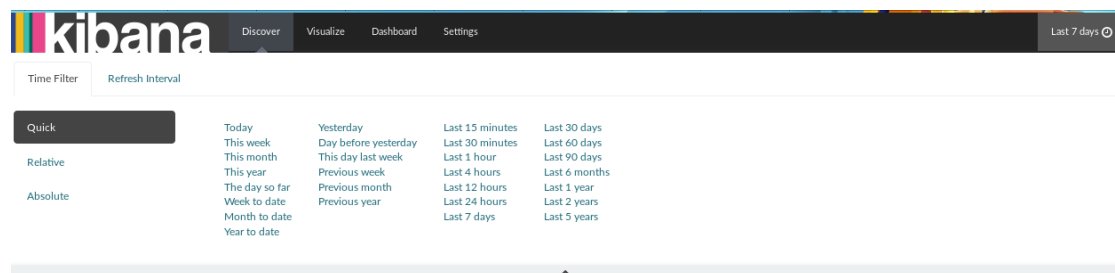 kibana Discover Visualize Dashboard Settings Last 7 days
Time Filter Refresh Interval
Quick
Relative
Absolute
Today
This week
This month
This year
The day so far
Week to date
Month to date
Year to date
Yesterday
Day before yesterday
This day last week
Previous week
Previous month
Previous year
Last 15 minutes
Last 30 minutes
Last 1 hour
Last 4 hours
Last 12 hours
Last 24 hours
Last 7 days
Last 30 days
Last 60 days
Last 90 days
Last 6 months
Last 1 year
Last 2 years
Last 5 years